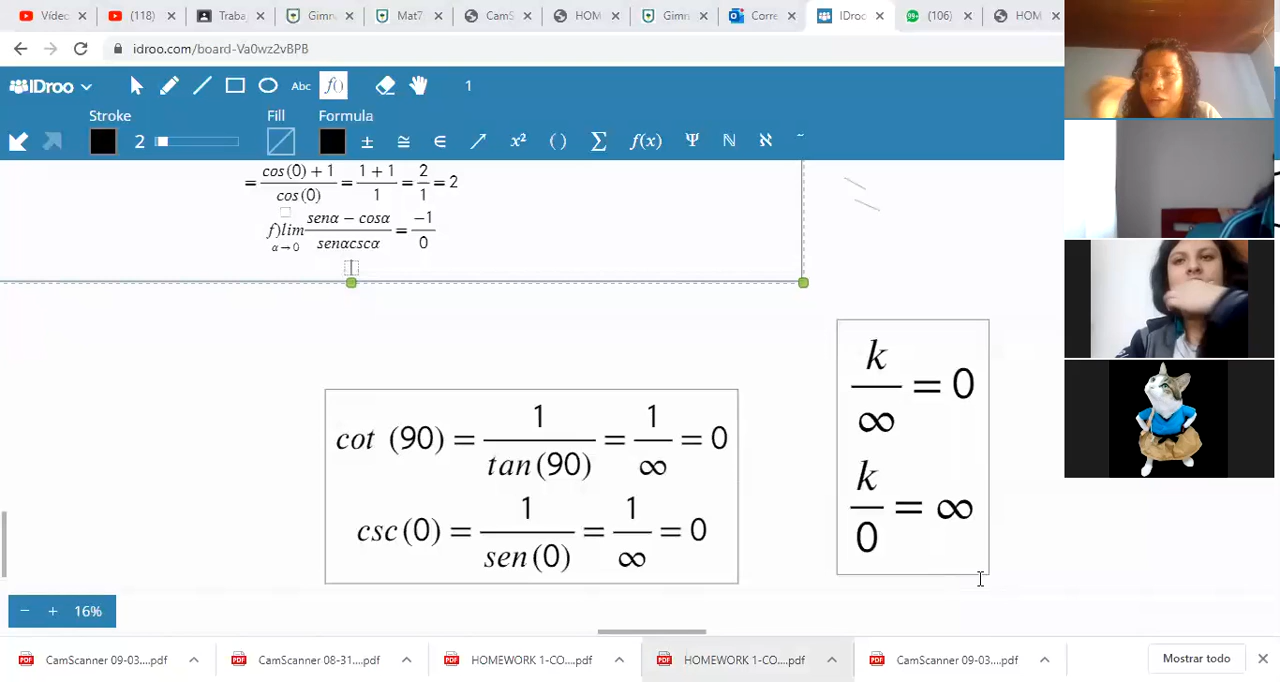 Vídec
(118)
Traba
Gimn
Mat7
CamS
HOM
Gimn
Corre
IDroo
99+
(106)
HOM
idroo.com/board-Va0wz2vBPB
IDroo Abc f() 1
Stroke Fill Formula
2 ± ≅ ∈ x² ( ) ∑ f(x) Ψ ℕ ℵ ~
= cos(0) + 1 / cos(0) = 1 + 1 / 1 = 2 / 1 = 2
f) lim α→0 senα − cosα / senαcscα = −1 / 0
cot (90) = 1 / tan(90) = 1 / ∞ = 0
csc(0) = 1 / sen(0) = 1 / ∞ = 0
k / ∞ = 0
k / 0 = ∞
− + 16%
CamScanner 09-03....pdf
CamScanner 08-31....pdf
HOMEWORK 1-CO....pdf
HOMEWORK 1-CO....pdf
CamScanner 09-03....pdf
Mostrar todo